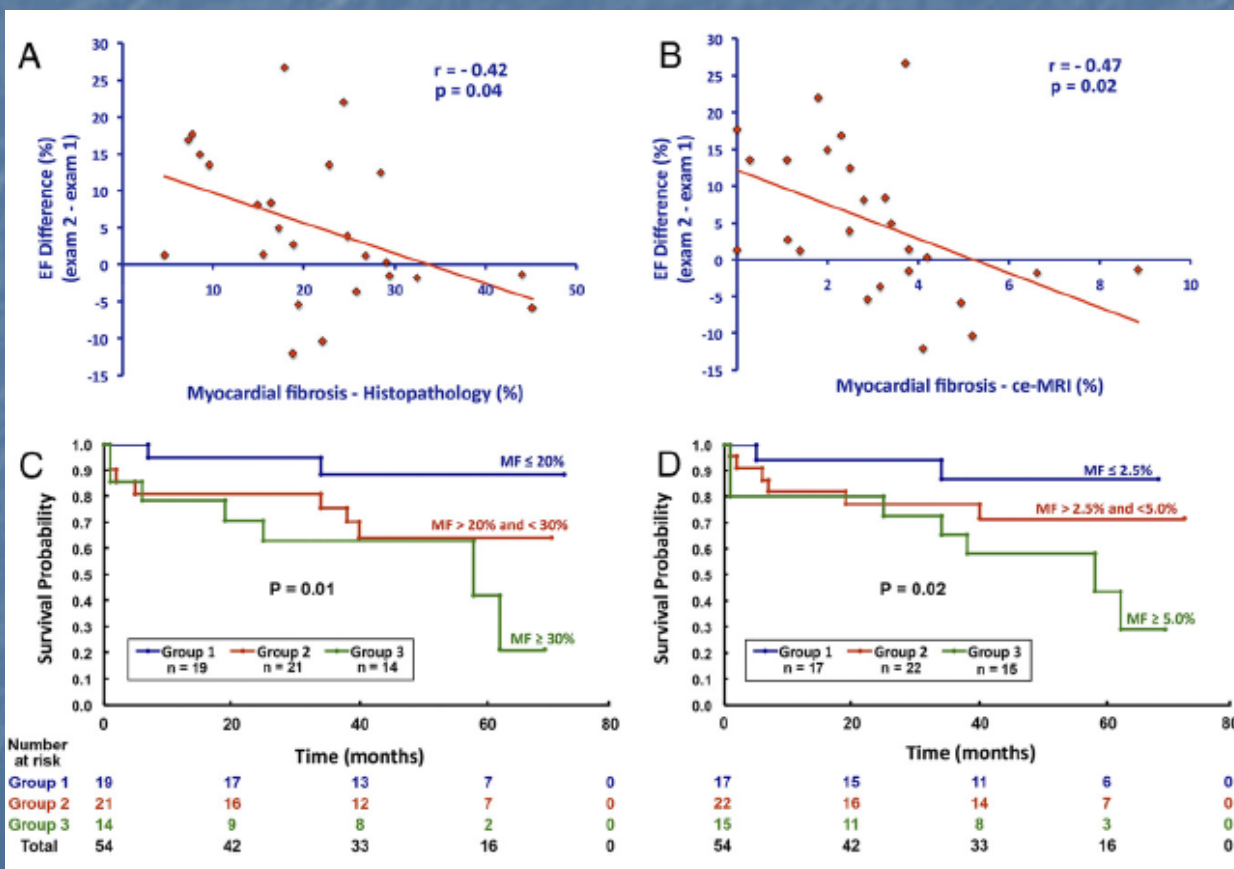 A
r = - 0.42
p = 0.04
EF Difference (%)
(exam 2 - exam 1)
30
25
20
15
10
5
0
-5
-10
-15
10
20
30
40
50
Myocardial fibrosis - Histopathology (%)
B
r = - 0.47
p = 0.02
EF Difference (%)
(exam 2 - exam 1)
30
25
20
15
10
5
0
-5
-10
-15
2
4
6
8
10
Myocardial fibrosis - ce-MRI (%)
C
Survival Probability
1.0
0.9
0.8
0.7
0.6
0.5
0.4
0.3
0.2
0.1
0.0
MF ≤ 20%
MF > 20% and < 30%
P = 0.01
MF ≥ 30%
Group 1 Group 2 Group 3
n = 19 n = 21 n = 14
0 20 40 60 80
Time (months)
D
Survival Probability
1.0
0.9
0.8
0.7
0.6
0.5
0.4
0.3
0.2
0.1
0.0
MF ≤ 2.5%
MF > 2.5% and <5.0%
P = 0.02
MF ≥ 5.0%
Group 1 Group 2 Group 3
n = 17 n = 22 n = 15
0 20 40 60 80
Time (months)
Number
at risk
Group 1 19 17 13 7 0 17 15 11 6 0
Group 2 21 16 12 7 0 22 16 14 7 0
Group 3 14 9 8 2 0 15 11 8 3 0
Total 54 42 33 16 0 54 42 33 16 0